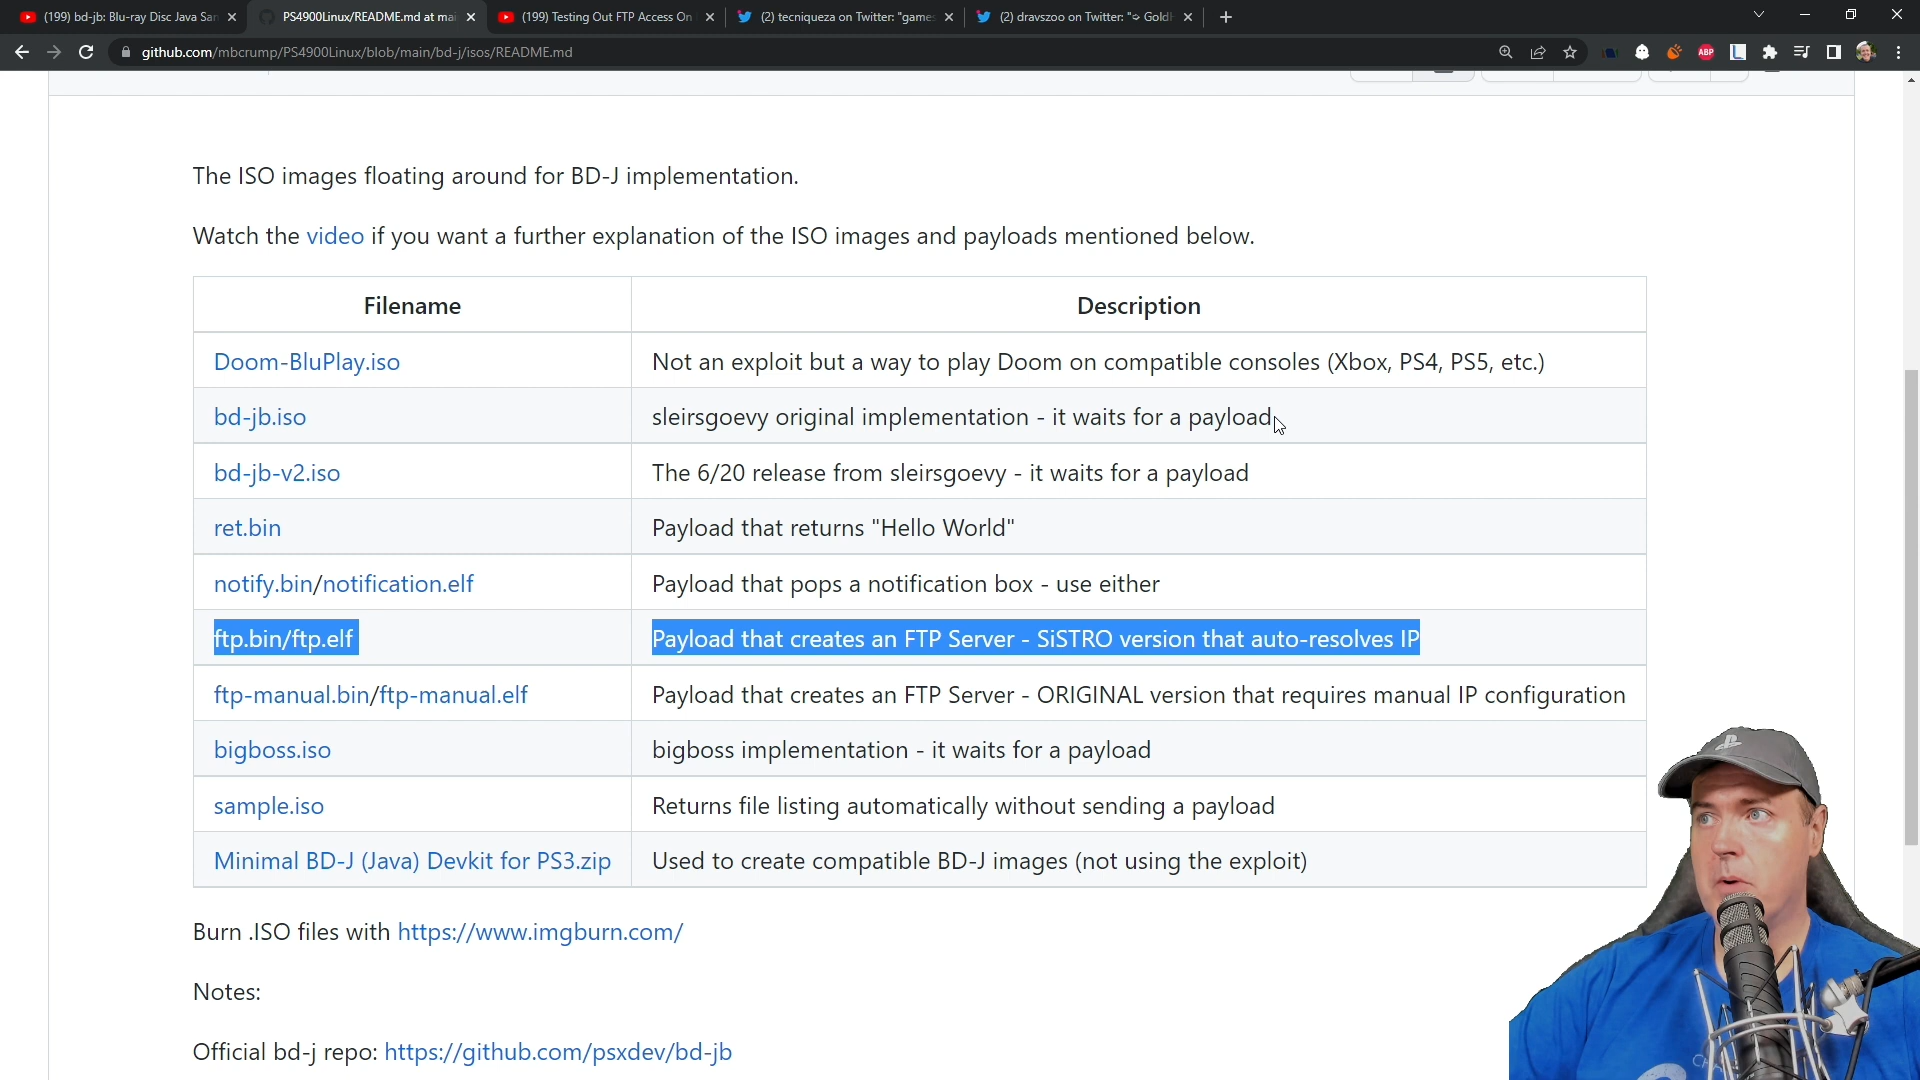 (199) bd-jb: Blu-ray Disc Java San
PS4900Linux/README.md at mai
(199) Testing Out FTP Access On
(2) tecniqueza on Twitter: "game
(2) dravszoo on Twitter: "
github.com/mbcrump/PS4900Linux/blob/main/bd-j/isos/README.md
ABP
L
The ISO images floating around for BD-J implementation.
Watch the video if you want a further explanation of the ISO images and payloads mentioned below.
Filename Description
Doom-BluPlay.iso Not an exploit but a way to play Doom on compatible consoles (Xbox, PS4, PS5, etc.)
bd-jb.iso sleirsgoevy original implementation - it waits for a payload
bd-jb-v2.iso The 6/20 release from sleirsgoevy - it waits for a payload
ret.bin Payload that returns "Hello World"
notify.bin/notification.elf Payload that pops a notification box - use either
ftp.bin/ftp.elf Payload that creates an FTP Server - SiSTRO version that auto-resolves IP
ftp-manual.bin/ftp-manual.elf Payload that creates an FTP Server - ORIGINAL version that requires manual IP configuration
bigboss.iso bigboss implementation - it waits for a payload
sample.iso Returns file listing automatically without sending a payload
Minimal BD-J (Java) Devkit for PS3.zip Used to create compatible BD-J images (not using the exploit)
Burn .ISO files with https://www.imgburn.com/
Notes:
Official bd-j repo: https://github.com/psxdev/bd-jb